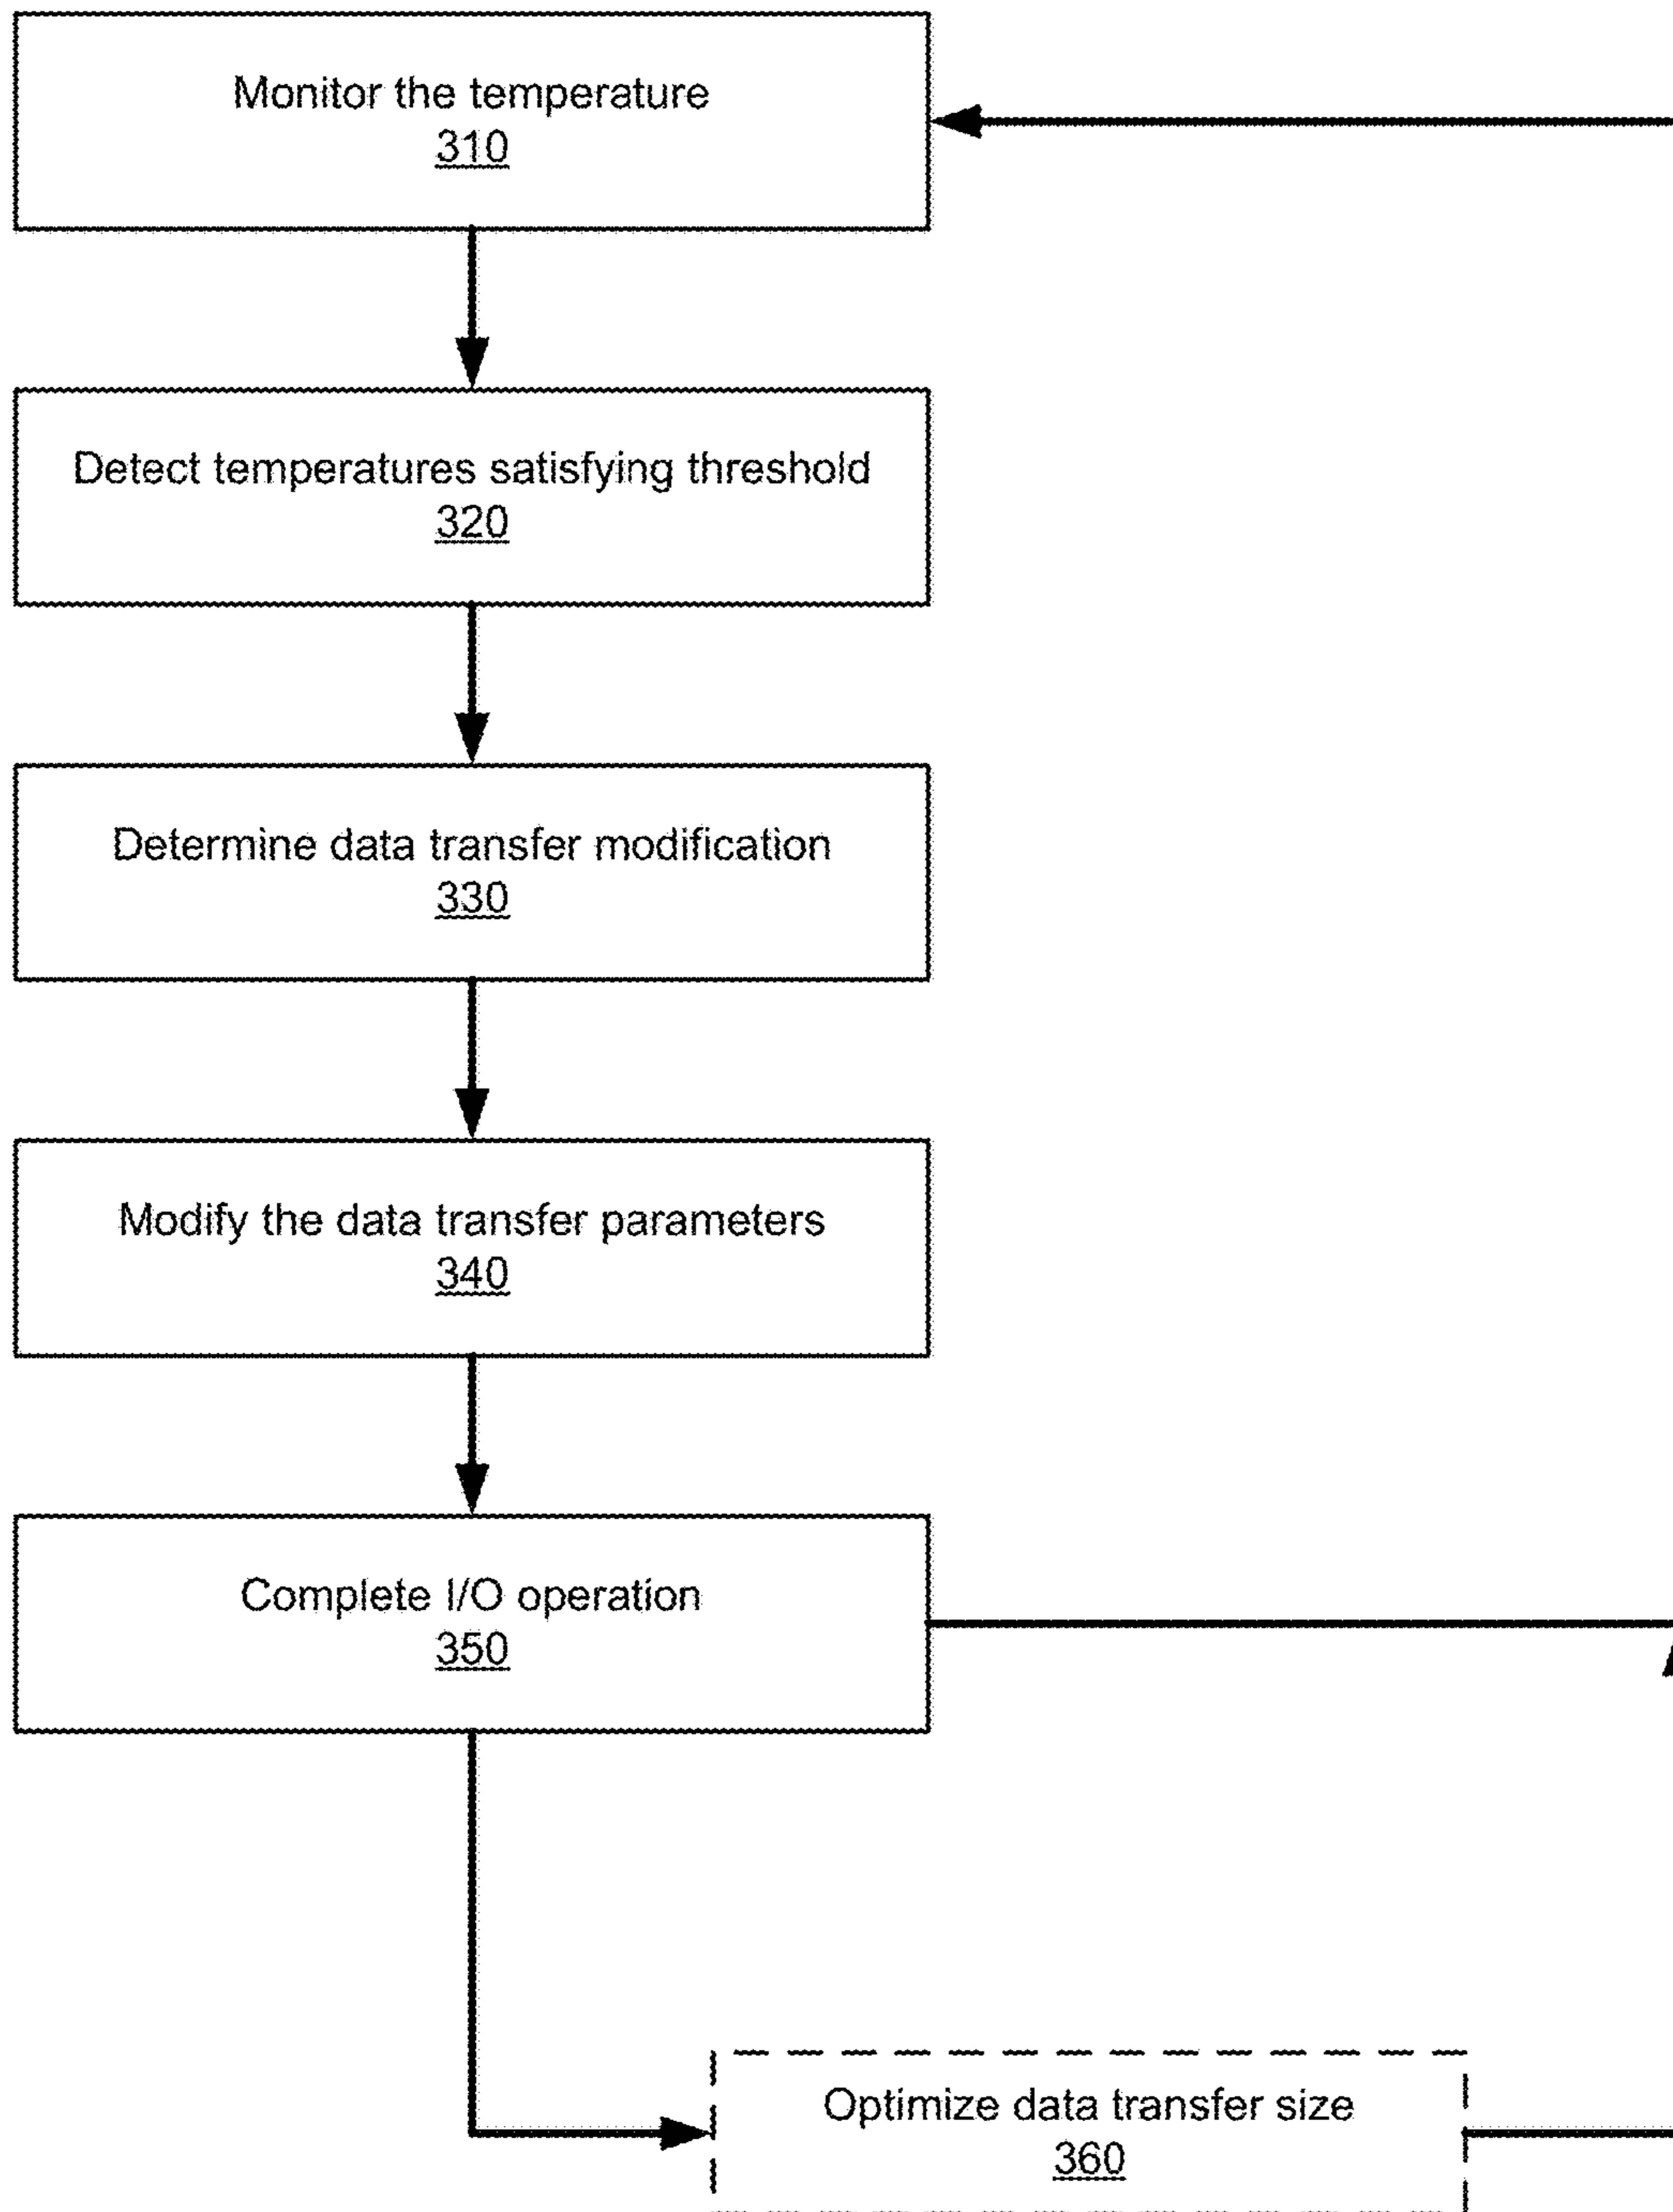 Monitor the temperature
310
Detect temperatures satisfying threshold
320
Determine data transfer modification
330
Modify the data transfer parameters
340
Complete I/O operation
350
Optimize data transfer size
360